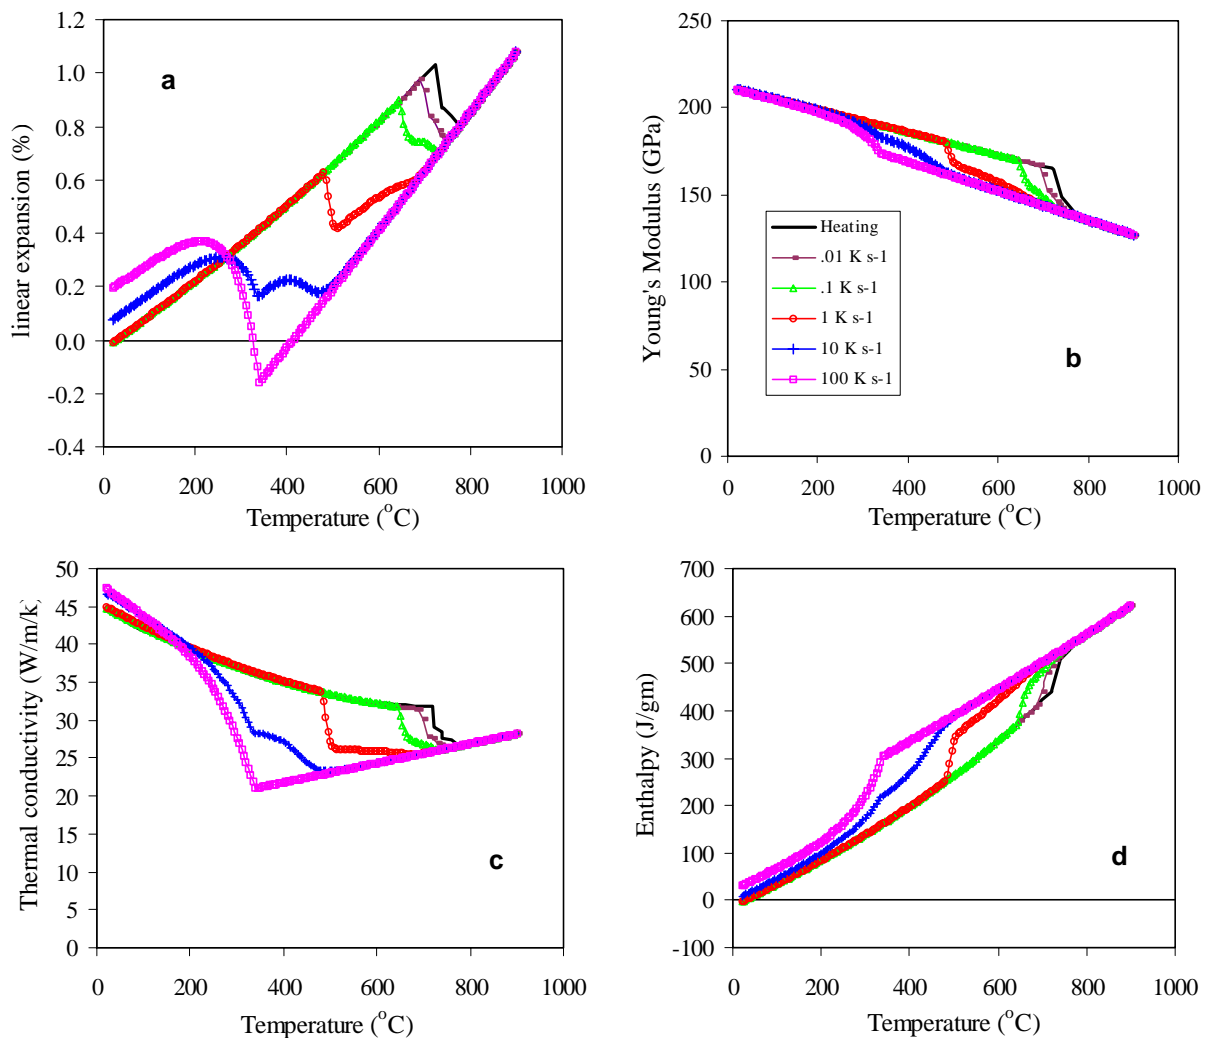 1.2
1.0
0.8
0.6
0.4
0.2
0.0
-0.2
-0.4
linear expansion (%)
a
0 200 400 600 800 1000
Temperature (°C)
250
200
150
100
50
0
Young's Modulus (GPa)
Heating
.01 K s-1
.1 K s-1
1 K s-1
10 K s-1
100 K s-1
b
0 200 400 600 800 1000
Temperature (°C)
50
45
40
35
30
25
20
15
10
5
0
Thermal conductivity (W/m/k)
c
0 200 400 600 800 1000
Temperature (°C)
700
600
500
400
300
200
100
0
-100
Enthalpy (J/gm)
d
0 200 400 600 800 1000
Temperature (°C)